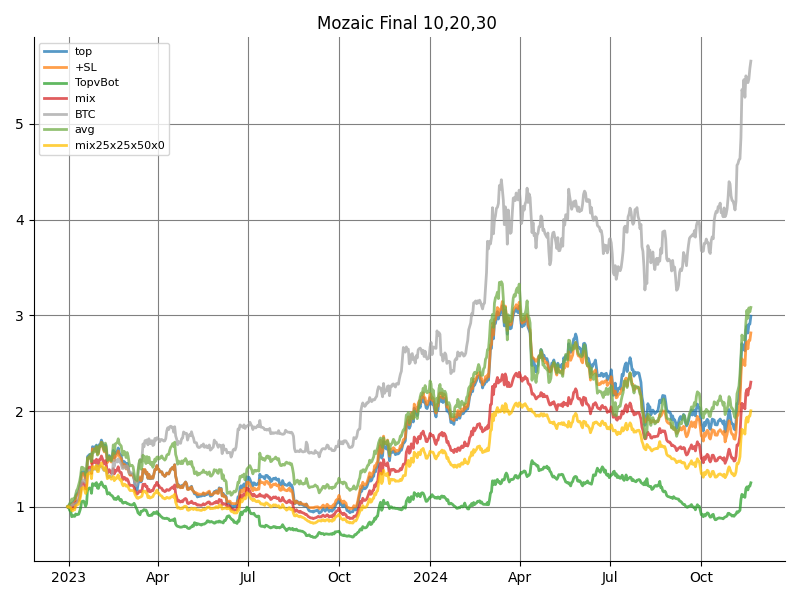 Mozaic Final 10,20,30
top
+SL
TopvBot
mix
BTC
avg
mix25x25x50x0
5
4
3
2
1
2023
Apr
Jul
Oct
2024
Apr
Jul
Oct